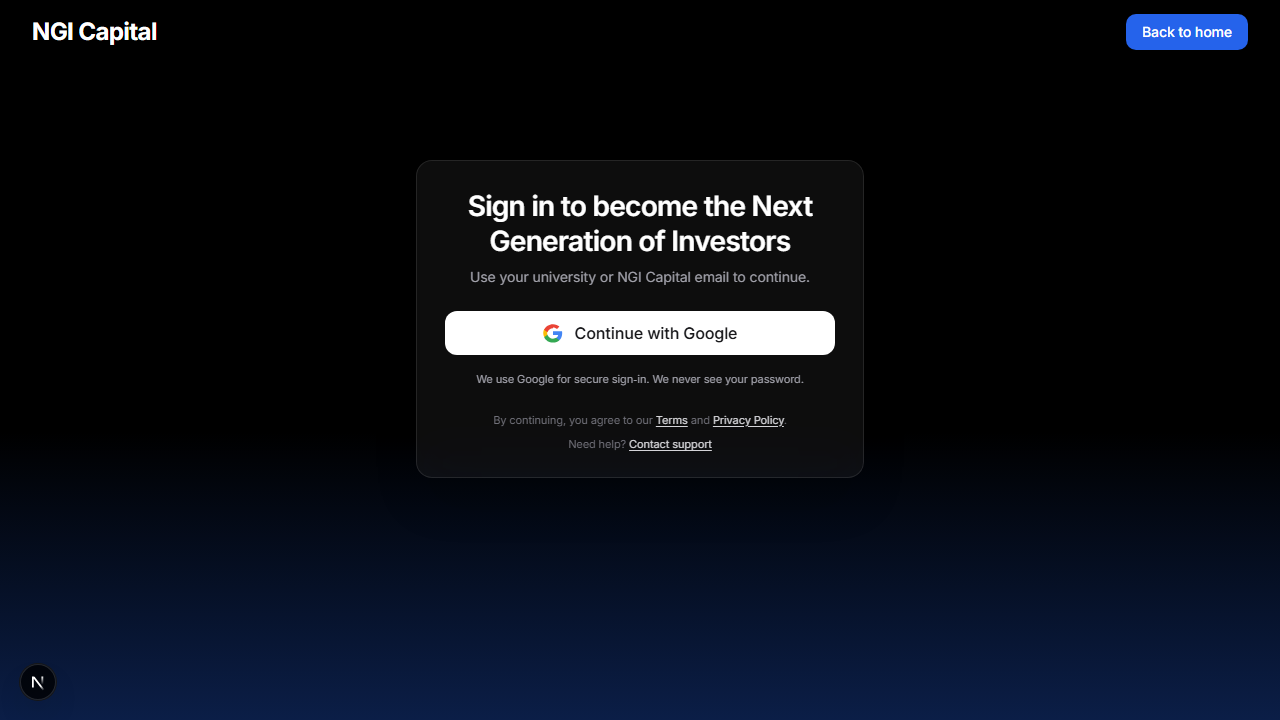 NGI Capital
Back to home
Sign in to become the Next
Generation of Investors
Use your university or NGI Capital email to continue.
Continue with Google
We use Google for secure sign-in. We never see your password.
By continuing, you agree to our Terms and Privacy Policy.
Need help? Contact support
N